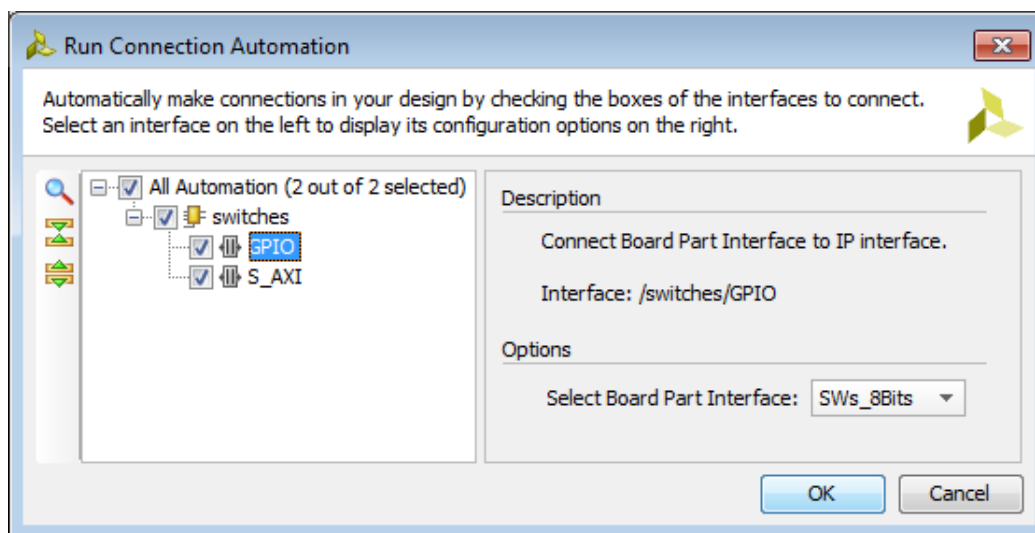 Run Connection Automation
Automatically make connections in your design by checking the boxes of the interfaces to connect.
Select an interface on the left to display its configuration options on the right.
All Automation (2 out of 2 selected)
switches
GPIO
S_AXI
Description
Connect Board Part Interface to IP interface.
Interface: /switches/GPIO
Options
Select Board Part Interface: SWs_8Bits
OK Cancel